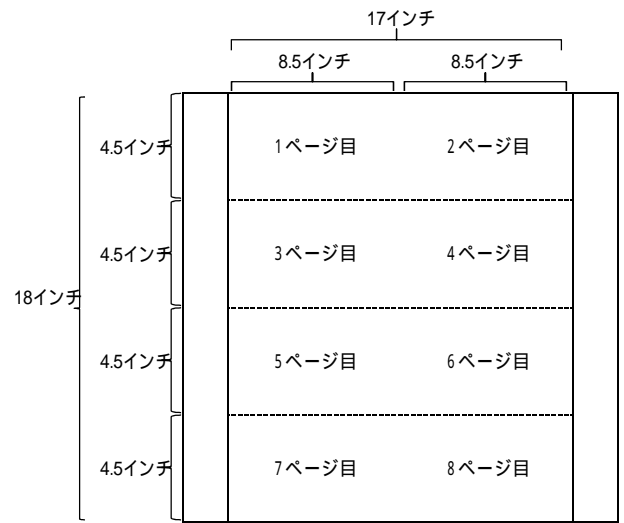 17インチ
8.5インチ 8.5インチ
4.5インチ 1ページ目 2ページ目
4.5インチ 3ページ目 4ページ目
18インチ
4.5インチ 5ページ目 6ページ目
4.5インチ 7ページ目 8ページ目